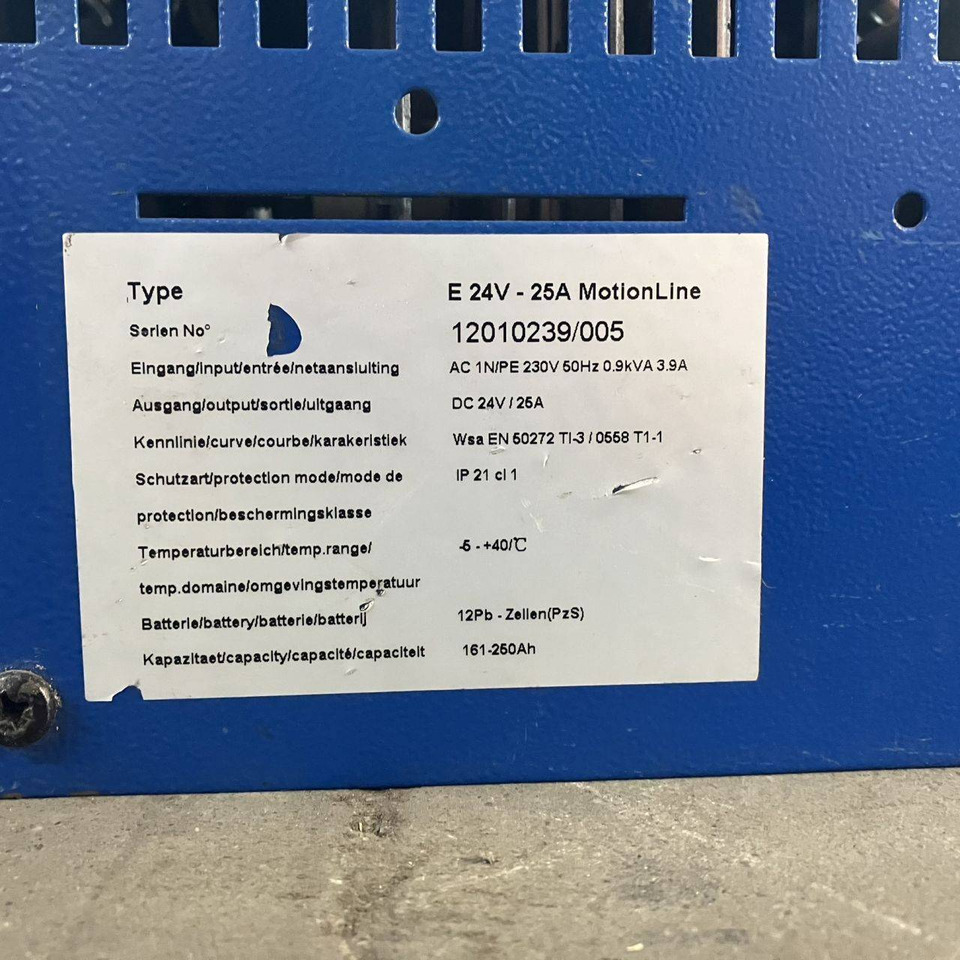 Type E 24V - 25A MotionLine
Serien No° 12010239/005
Eingang/input/entrée/netaansluiting AC 1N/PE 230V 50Hz 0.9kVA 3.9A
Ausgang/output/sortie/uitgaang DC 24V / 25A
Kennlinie/curve/courbe/karakeristiek Wsa EN 50272 TI-3 / 0558 T1-1
Schutzart/protection mode/mode de IP 21 cl 1
protection/beschermingsklasse
Temperaturbereich/temp.range/ -5 - +40/℃
temp.domaine/omgevingstemperatuur
Batterie/battery/batterie/batterij 12Pb - Zellen(PzS)
Kapazitaet/capacity/capacité/capaciteit 161-250Ah